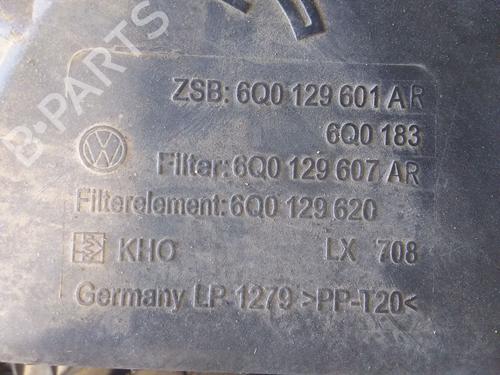 ZSB: 6Q0 129 601 AR
6Q0 183
Filter: 6Q0 129 607 AR
Filterelement: 6Q0 129 620
KHO LX 708
Germany LP 1279 >PP-T20<
B-PARTS